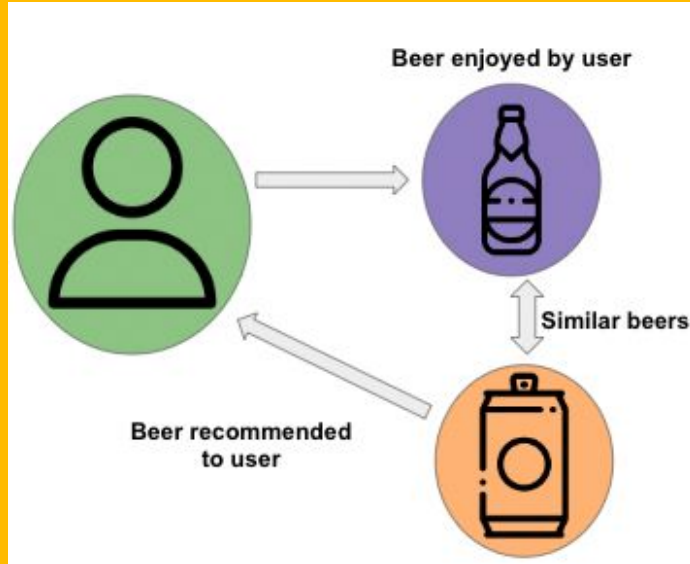 Beer enjoyed by user
Similar beers
Beer recommended
to user